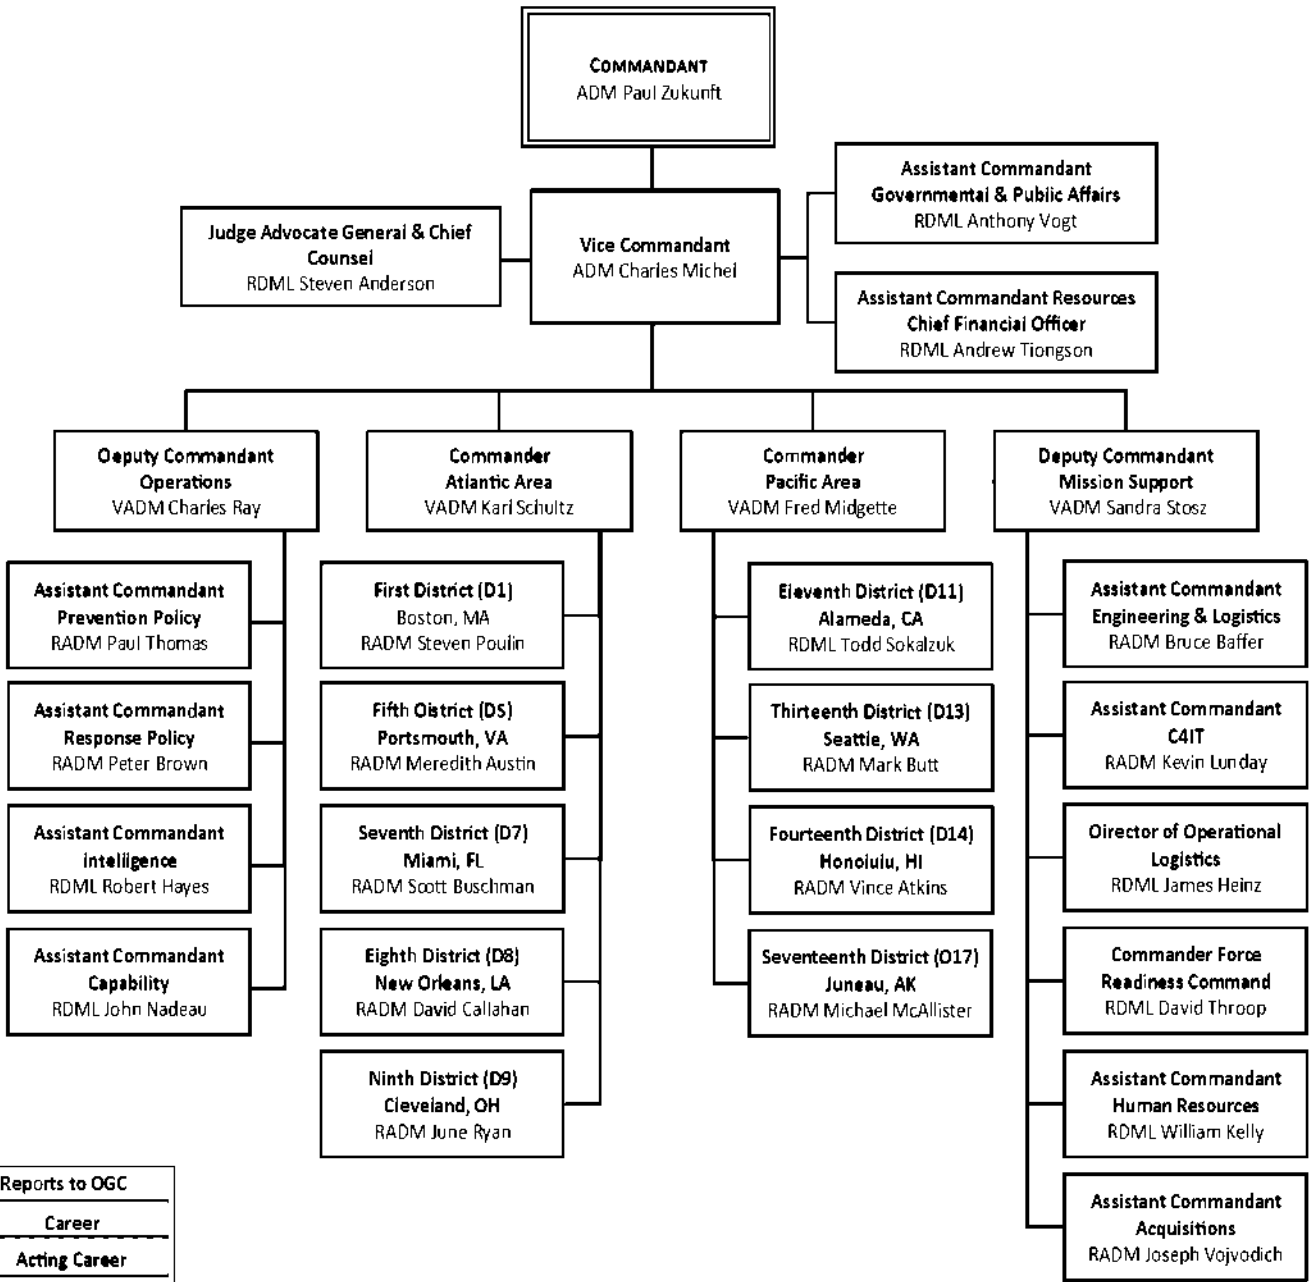 COMMANDANT
ADM Paul Zukunft
Assistant Commandant
Governmental & Public Affairs
RDML Anthony Vogt
Judge Advocate General & Chief
Counsel
RDML Steven Anderson
Vice Commandant
ADM Charles Michel
Assistant Commandant Resources
Chief Financial Officer
RDML Andrew Tiongson
Deputy Commandant
Operations
VADM Charles Ray
Commander
Atlantic Area
VADM Karl Schultz
Commander
Pacific Area
VADM Fred Midgette
Deputy Commandant
Mission Support
VADM Sandra Stosz
Assistant Commandant
Prevention Policy
RADM Paul Thomas
Assistant Commandant
Response Policy
RADM Peter Brown
Assistant Commandant
Intelligence
RDML Robert Hayes
Assistant Commandant
Capability
RDML John Nadeau
First District (D1)
Boston, MA
RADM Steven Poulin
Fifth District (D5)
Portsmouth, VA
RADM Meredith Austin
Seventh District (D7)
Miami, FL
RADM Scott Buschman
Eighth District (D8)
New Orleans, LA
RADM David Callahan
Ninth District (D9)
Cleveland, OH
RADM June Ryan
Eleventh District (D11)
Alameda, CA
RDML Todd Sokalzuk
Thirteenth District (D13)
Seattle, WA
RADM Mark Butt
Fourteenth District (D14)
Honolulu, HI
RADM Vince Atkins
Seventeenth District (D17)
Juneau, AK
RADM Michael McAllister
Assistant Commandant
Engineering & Logistics
RADM Bruce Baffer
Assistant Commandant
C4IT
RADM Kevin Lunday
Director of Operational
Logistics
RDML James Heinz
Commander Force
Readiness Command
RDML David Throop
Assistant Commandant
Human Resources
RDML William Kelly
Assistant Commandant
Acquisitions
RADM Joseph Vojvodich
Reports to OGC
Career
Acting Career